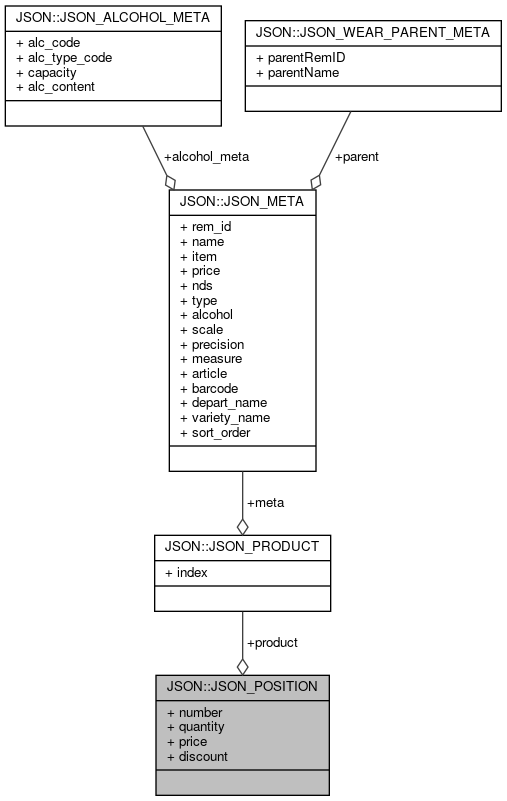 JSON::JSON_ALCOHOL_META
+ alc_code
+ alc_type_code
+ capacity
+ alc_content
JSON::JSON_WEAR_PARENT_META
+ parentRemID
+ parentName
+alcohol_meta
+parent
JSON::JSON_META
+ rem_id
+ name
+ item
+ price
+ nds
+ type
+ alcohol
+ scale
+ precision
+ measure
+ article
+ barcode
+ depart_name
+ variety_name
+ sort_order
+meta
JSON::JSON_PRODUCT
+ index
+product
JSON::JSON_POSITION
+ number
+ quantity
+ price
+ discount